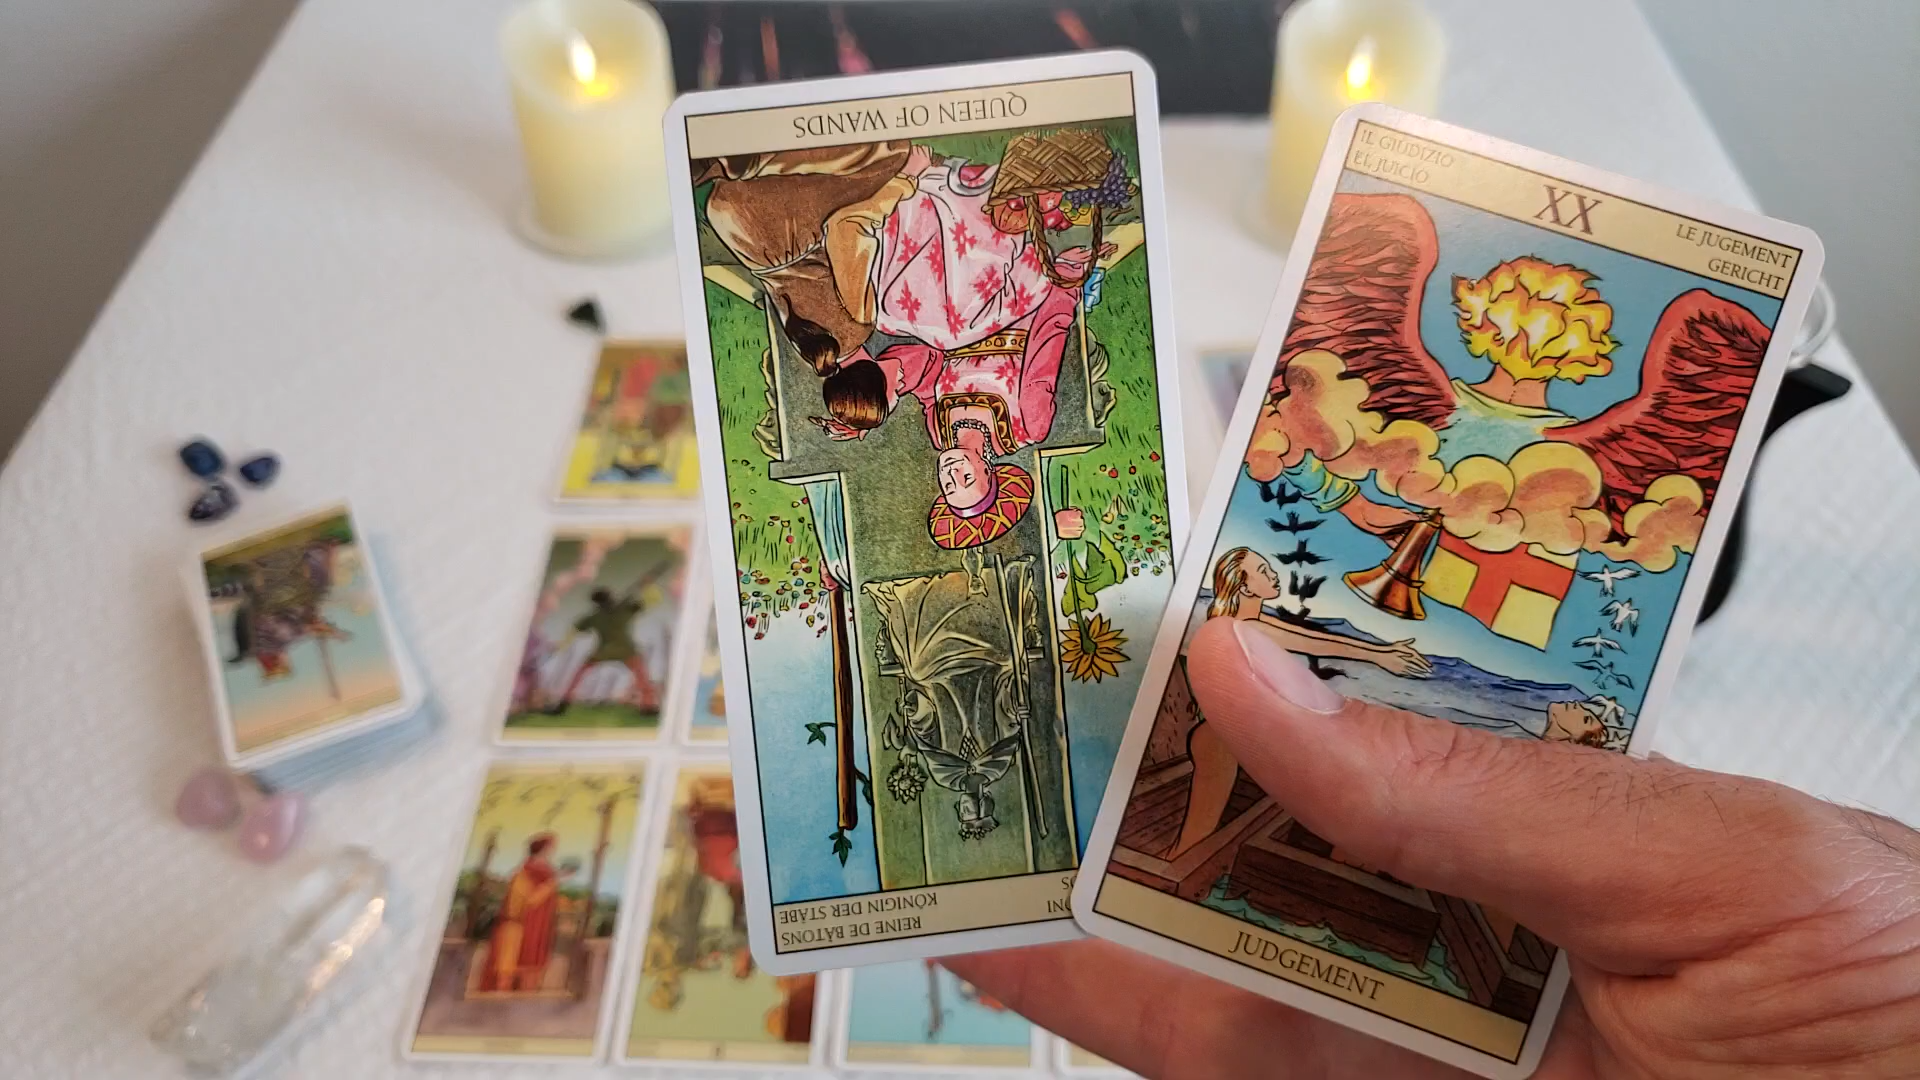 QUEEN OF WANDS
REINE DE BÂTONS
KÖNIGIN DER STÄBE
IL GIUDIZIO
EL JUICIO
XX
LE JUGEMENT
GERICHT
JUDGEMENT